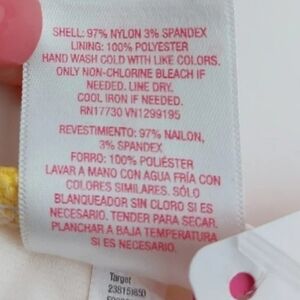 SHELL: 97% NYLON 3% SPANDEX
LINING: 100% POLYESTER
HAND WASH COLD WITH LIKE COLORS.
ONLY NON-CHLORINE BLEACH IF
NEEDED. LINE DRY.
COOL IRON IF NEEDED.
RN17730 VN1299195
REVESTIMIENTO: 97% NAILON,
3% SPANDEX
FORRO: 100% POLIÉSTER
LAVAR A MANO CON AGUA FRÍA CON
COLORES SIMILARES. SÓLO
BLANQUEADOR SIN CLORO SI ES
NECESARIO. TENDER PARA SECAR.
PLANCHAR A BAJA TEMPERATURA
SI ES NECESARIO.
Target